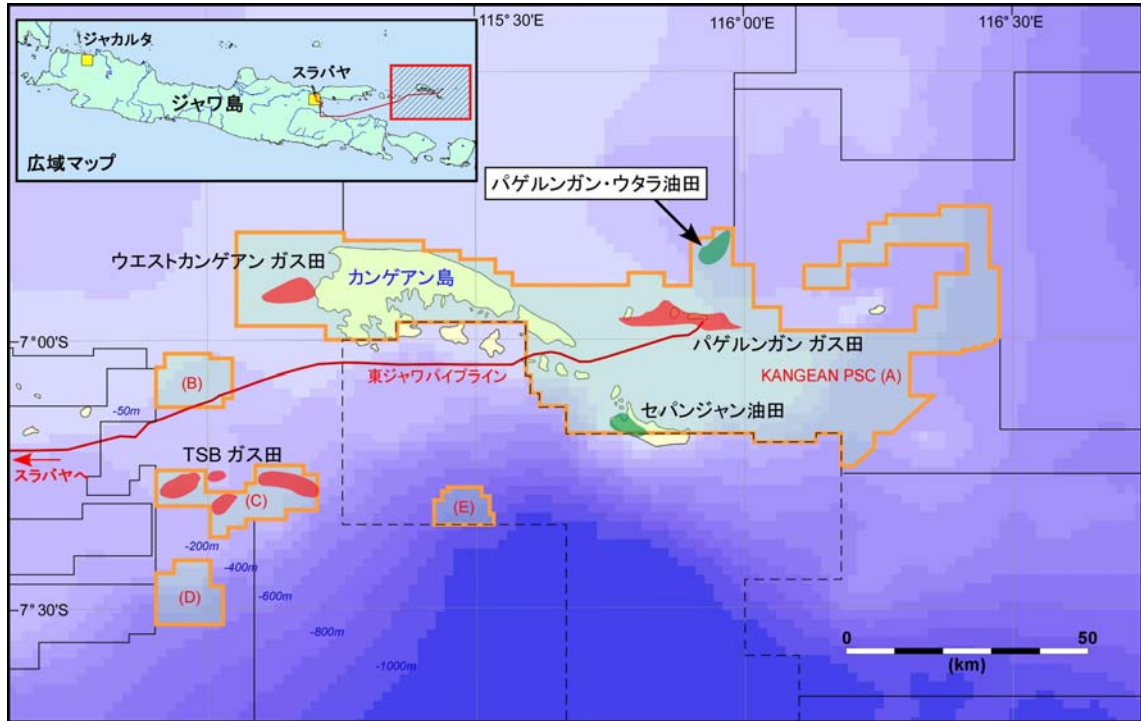 115°30'E
116°00'E
116°30'E
ジャカルタ
スラバヤ
ジャワ島
広域マップ
パゲルンガン・ウタラ油田
ウエストカンゲアン ガス田
カンゲアン島
7°00'S
パゲルンガン ガス田
東ジャワパイプライン
KANGEAN PSC (A)
(B)
-50m
セパンジャン油田
TSB ガス田
スラバヤへ
(C)
(E)
-200m
-400m
(D)
-600m
7°30'S
-800m
-1000m
0
50
(km)